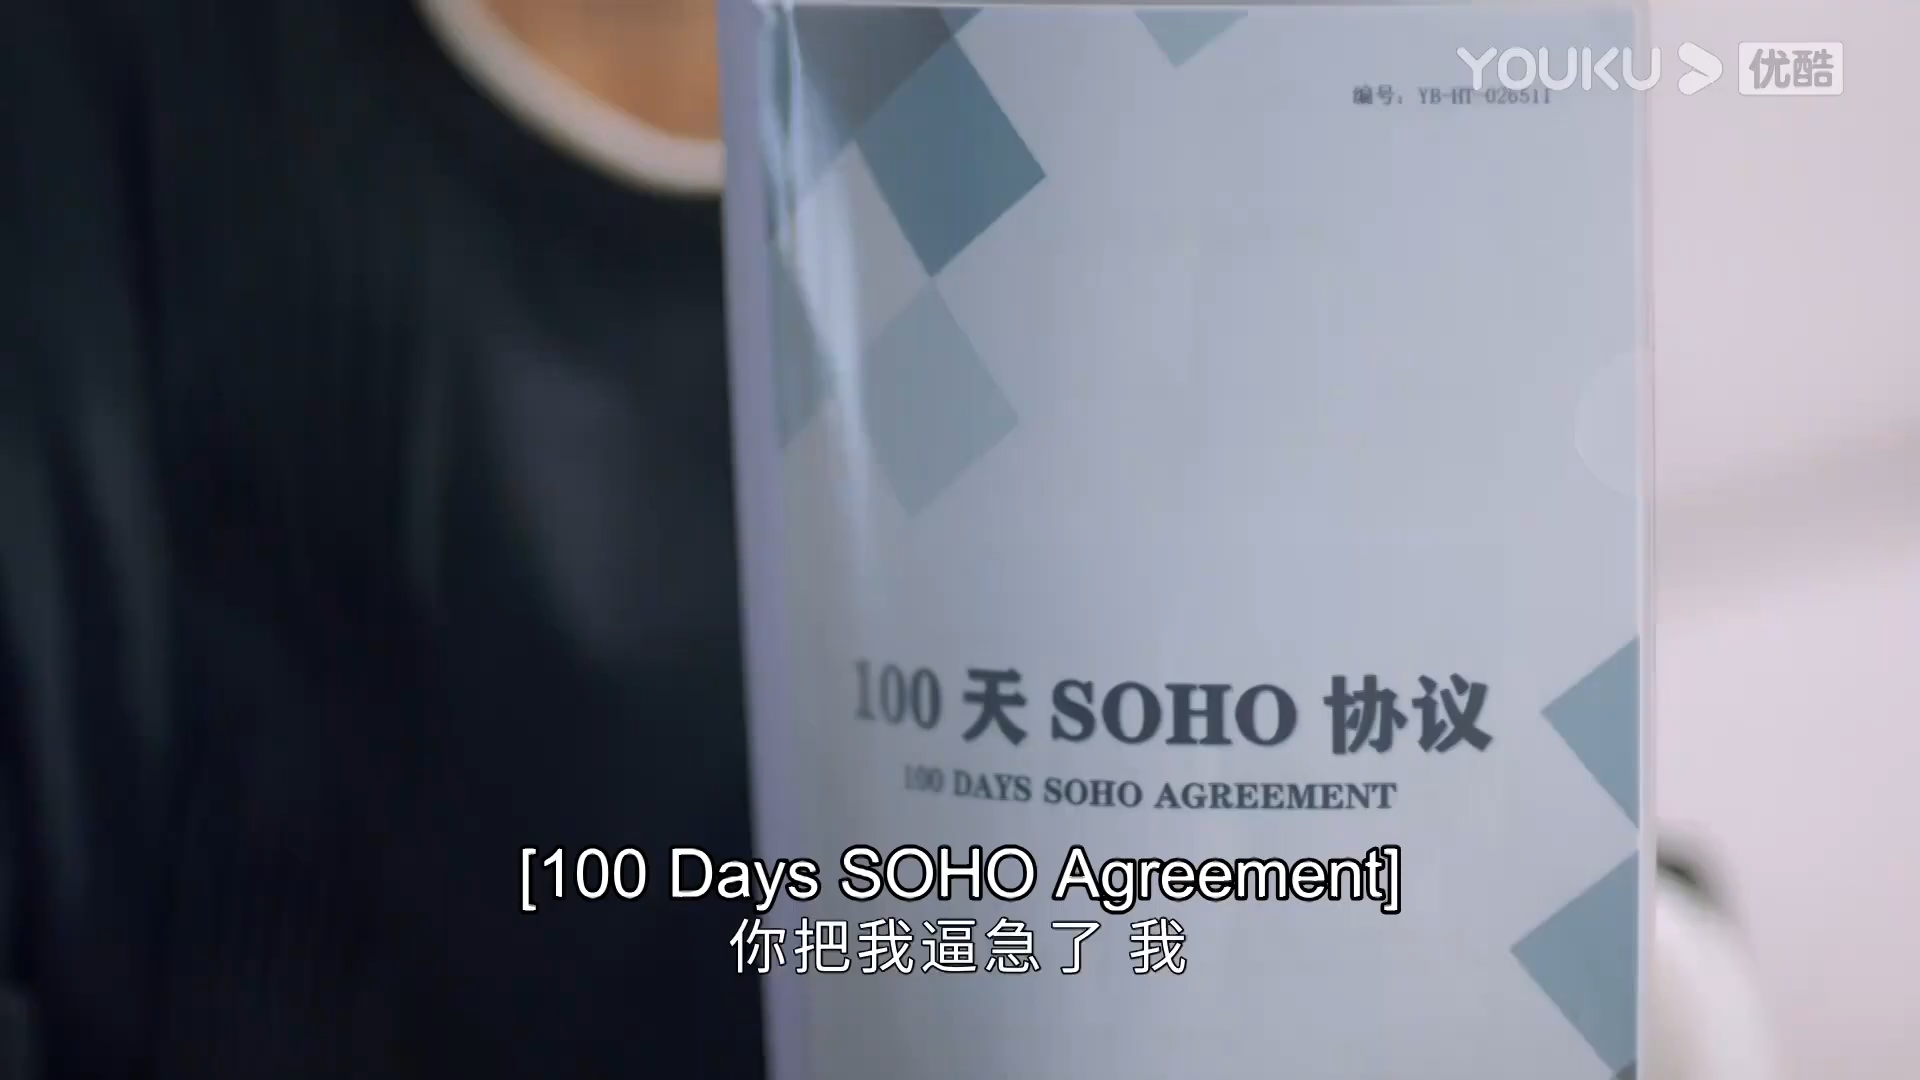 YOUKU 优酷
编号：YB-HT-026511
100 天 SOHO 协议
100 DAYS SOHO AGREEMENT
[100 Days SOHO Agreement]
你把我逼急了 我